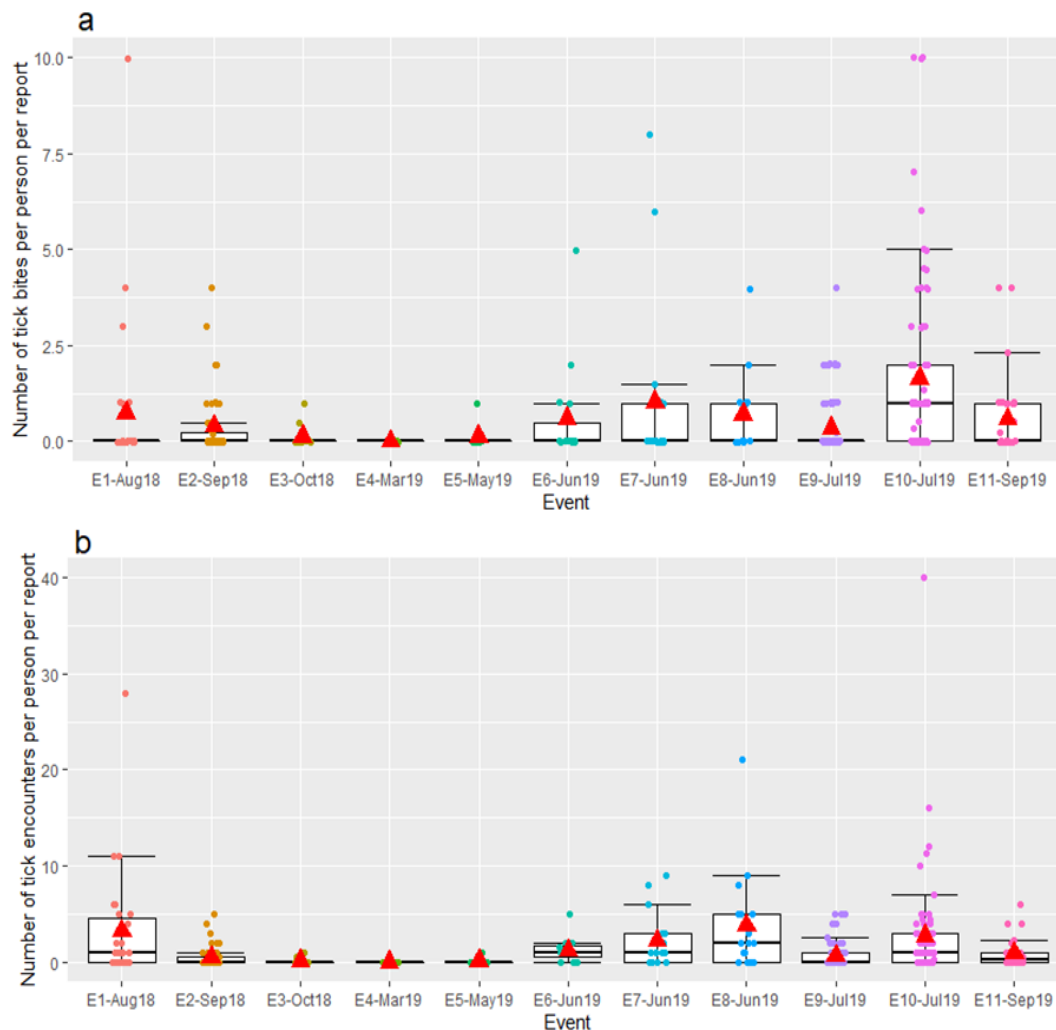 a
Number of tick bites per person per report
10.0
7.5
5.0
2.5
0.0
E1-Aug18 E2-Sep18 E3-Oct18 E4-Mar19 E5-May19 E6-Jun19 E7-Jun19 E8-Jun19 E9-Jul19 E10-Jul19 E11-Sep19
Event
b
Number of tick encounters per person per report
40
30
20
10
0
E1-Aug18 E2-Sep18 E3-Oct18 E4-Mar19 E5-May19 E6-Jun19 E7-Jun19 E8-Jun19 E9-Jul19 E10-Jul19 E11-Sep19
Event